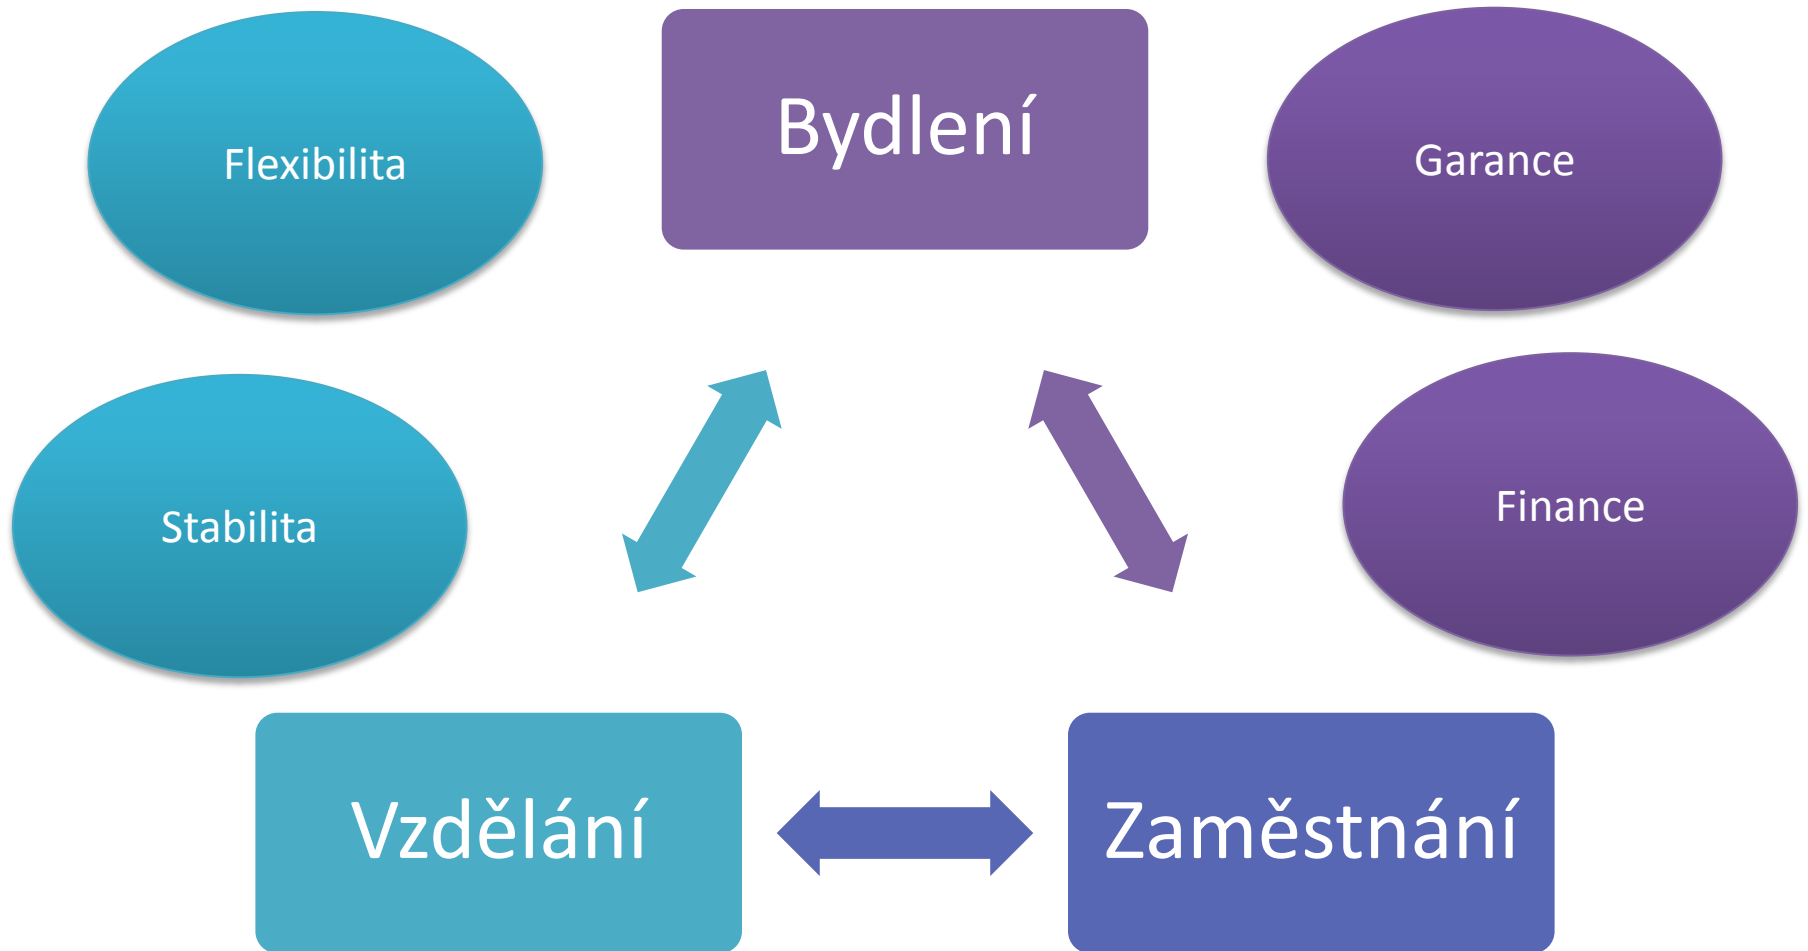 Flexibilita
Bydlení
Garance
Stabilita
Finance
Vzdělání
Zaměstnání